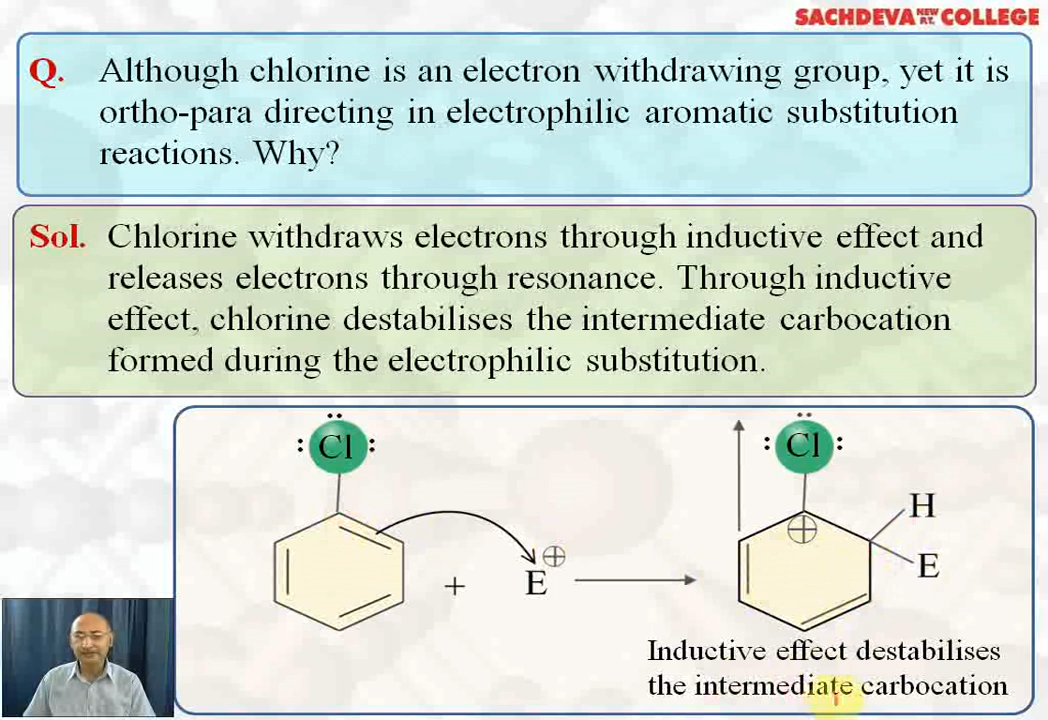 SACHDEVA NEW P.T. COLLEGE
Q. Although chlorine is an electron withdrawing group, yet it is
ortho-para directing in electrophilic aromatic substitution
reactions. Why?
Sol. Chlorine withdraws electrons through inductive effect and
releases electrons through resonance. Through inductive
effect, chlorine destabilises the intermediate carbocation
formed during the electrophilic substitution.
Cl
+
E⊕
Cl
⊕
H
E
Inductive effect destabilises
the intermediate carbocation